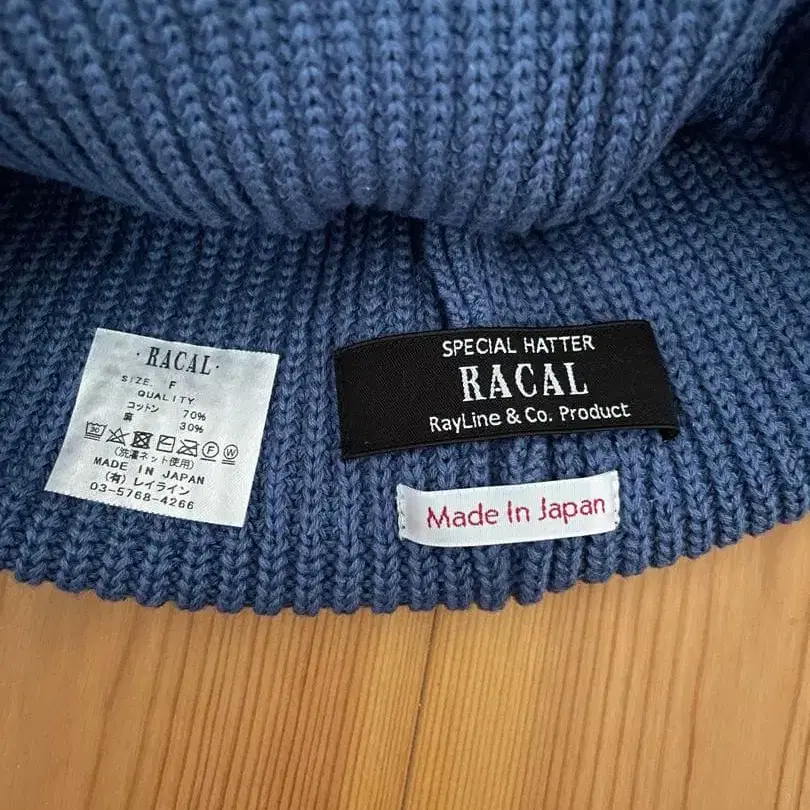 · RACAL ·
SIZE. F
QUALITY
コットン 70%
麻 30%
(洗濯ネット使用)
MADE IN JAPAN
(有) レイライン
03-5768-4266
SPECIAL HATTER
RACAL
RayLine & Co. Product
Made In Japan